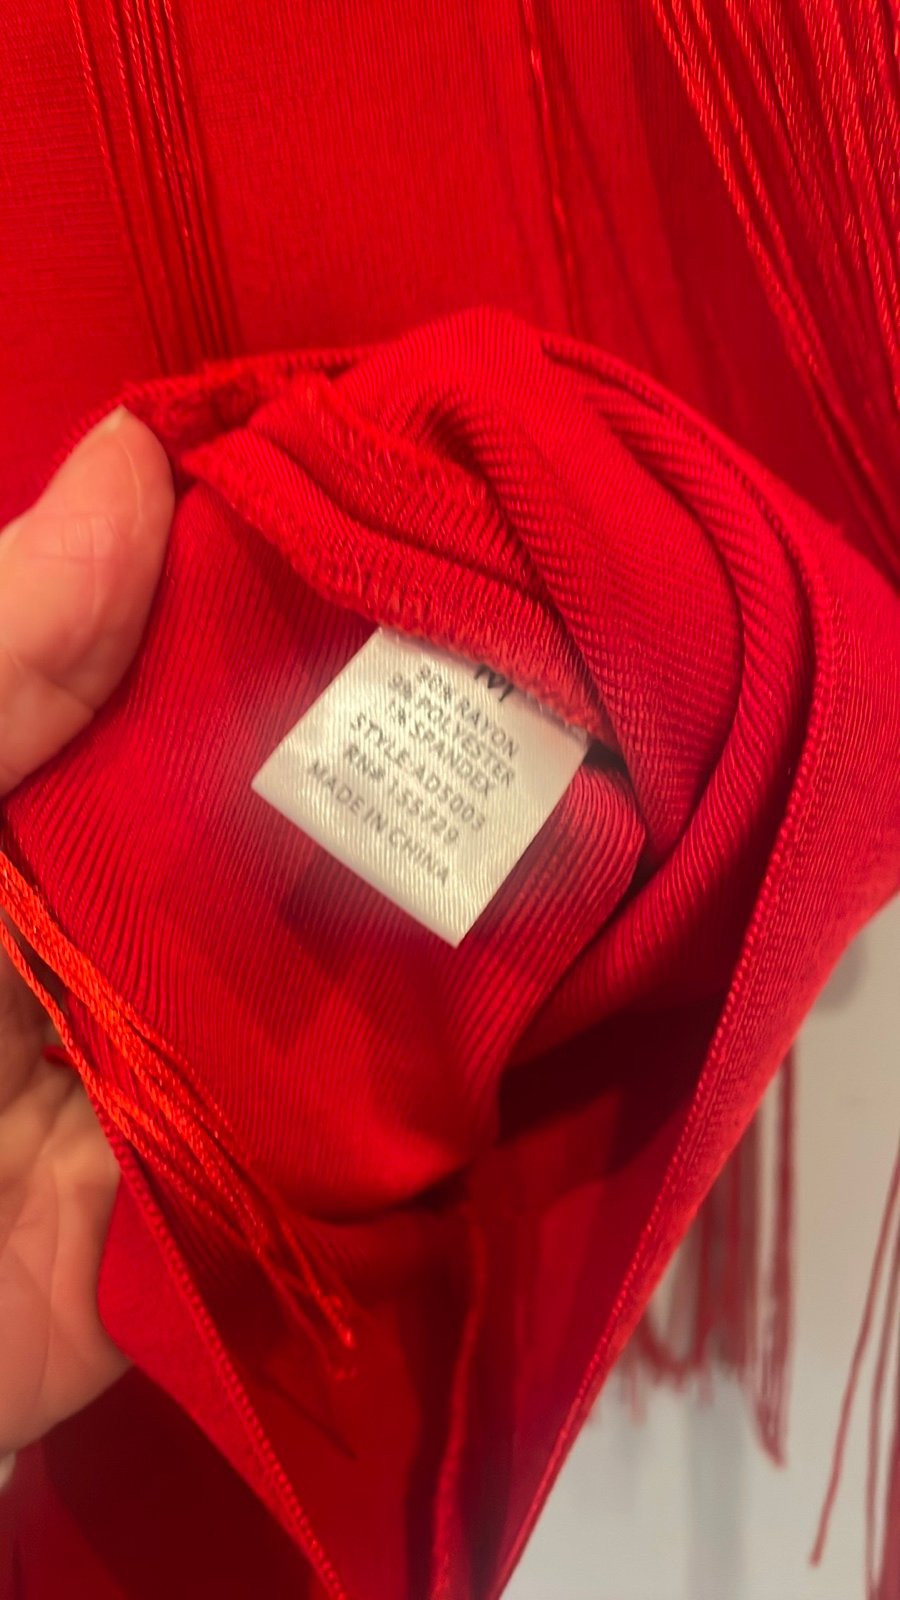 M
90% RAYON
9% POLYESTER
1% SPANDEX
STYLE:AD5003
RN# 155729
MADE IN CHINA